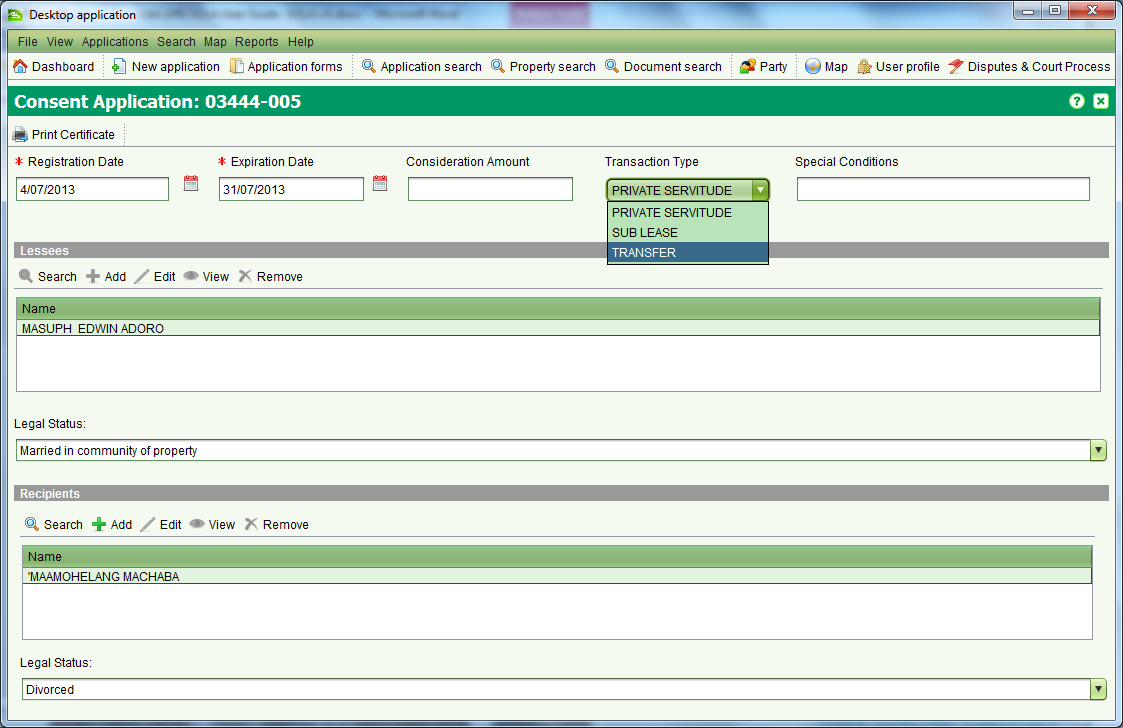 Desktop application
File View Applications Search Map Reports Help
Dashboard New application Application forms Application search Property search Document search Party Map User profile Disputes & Court Process
Consent Application: 03444-005
Print Certificate
* Registration Date * Expiration Date Consideration Amount Transaction Type Special Conditions
4/07/2013 31/07/2013 PRIVATE SERVITUDE
PRIVATE SERVITUDE
SUB LEASE
TRANSFER
Lessees
Search Add Edit View Remove
Name
MASUPH EDWIN ADORO
Legal Status:
Married in community of property
Recipients
Search Add Edit View Remove
Name
'MAAMOHELANG MACHABA
Legal Status:
Divorced